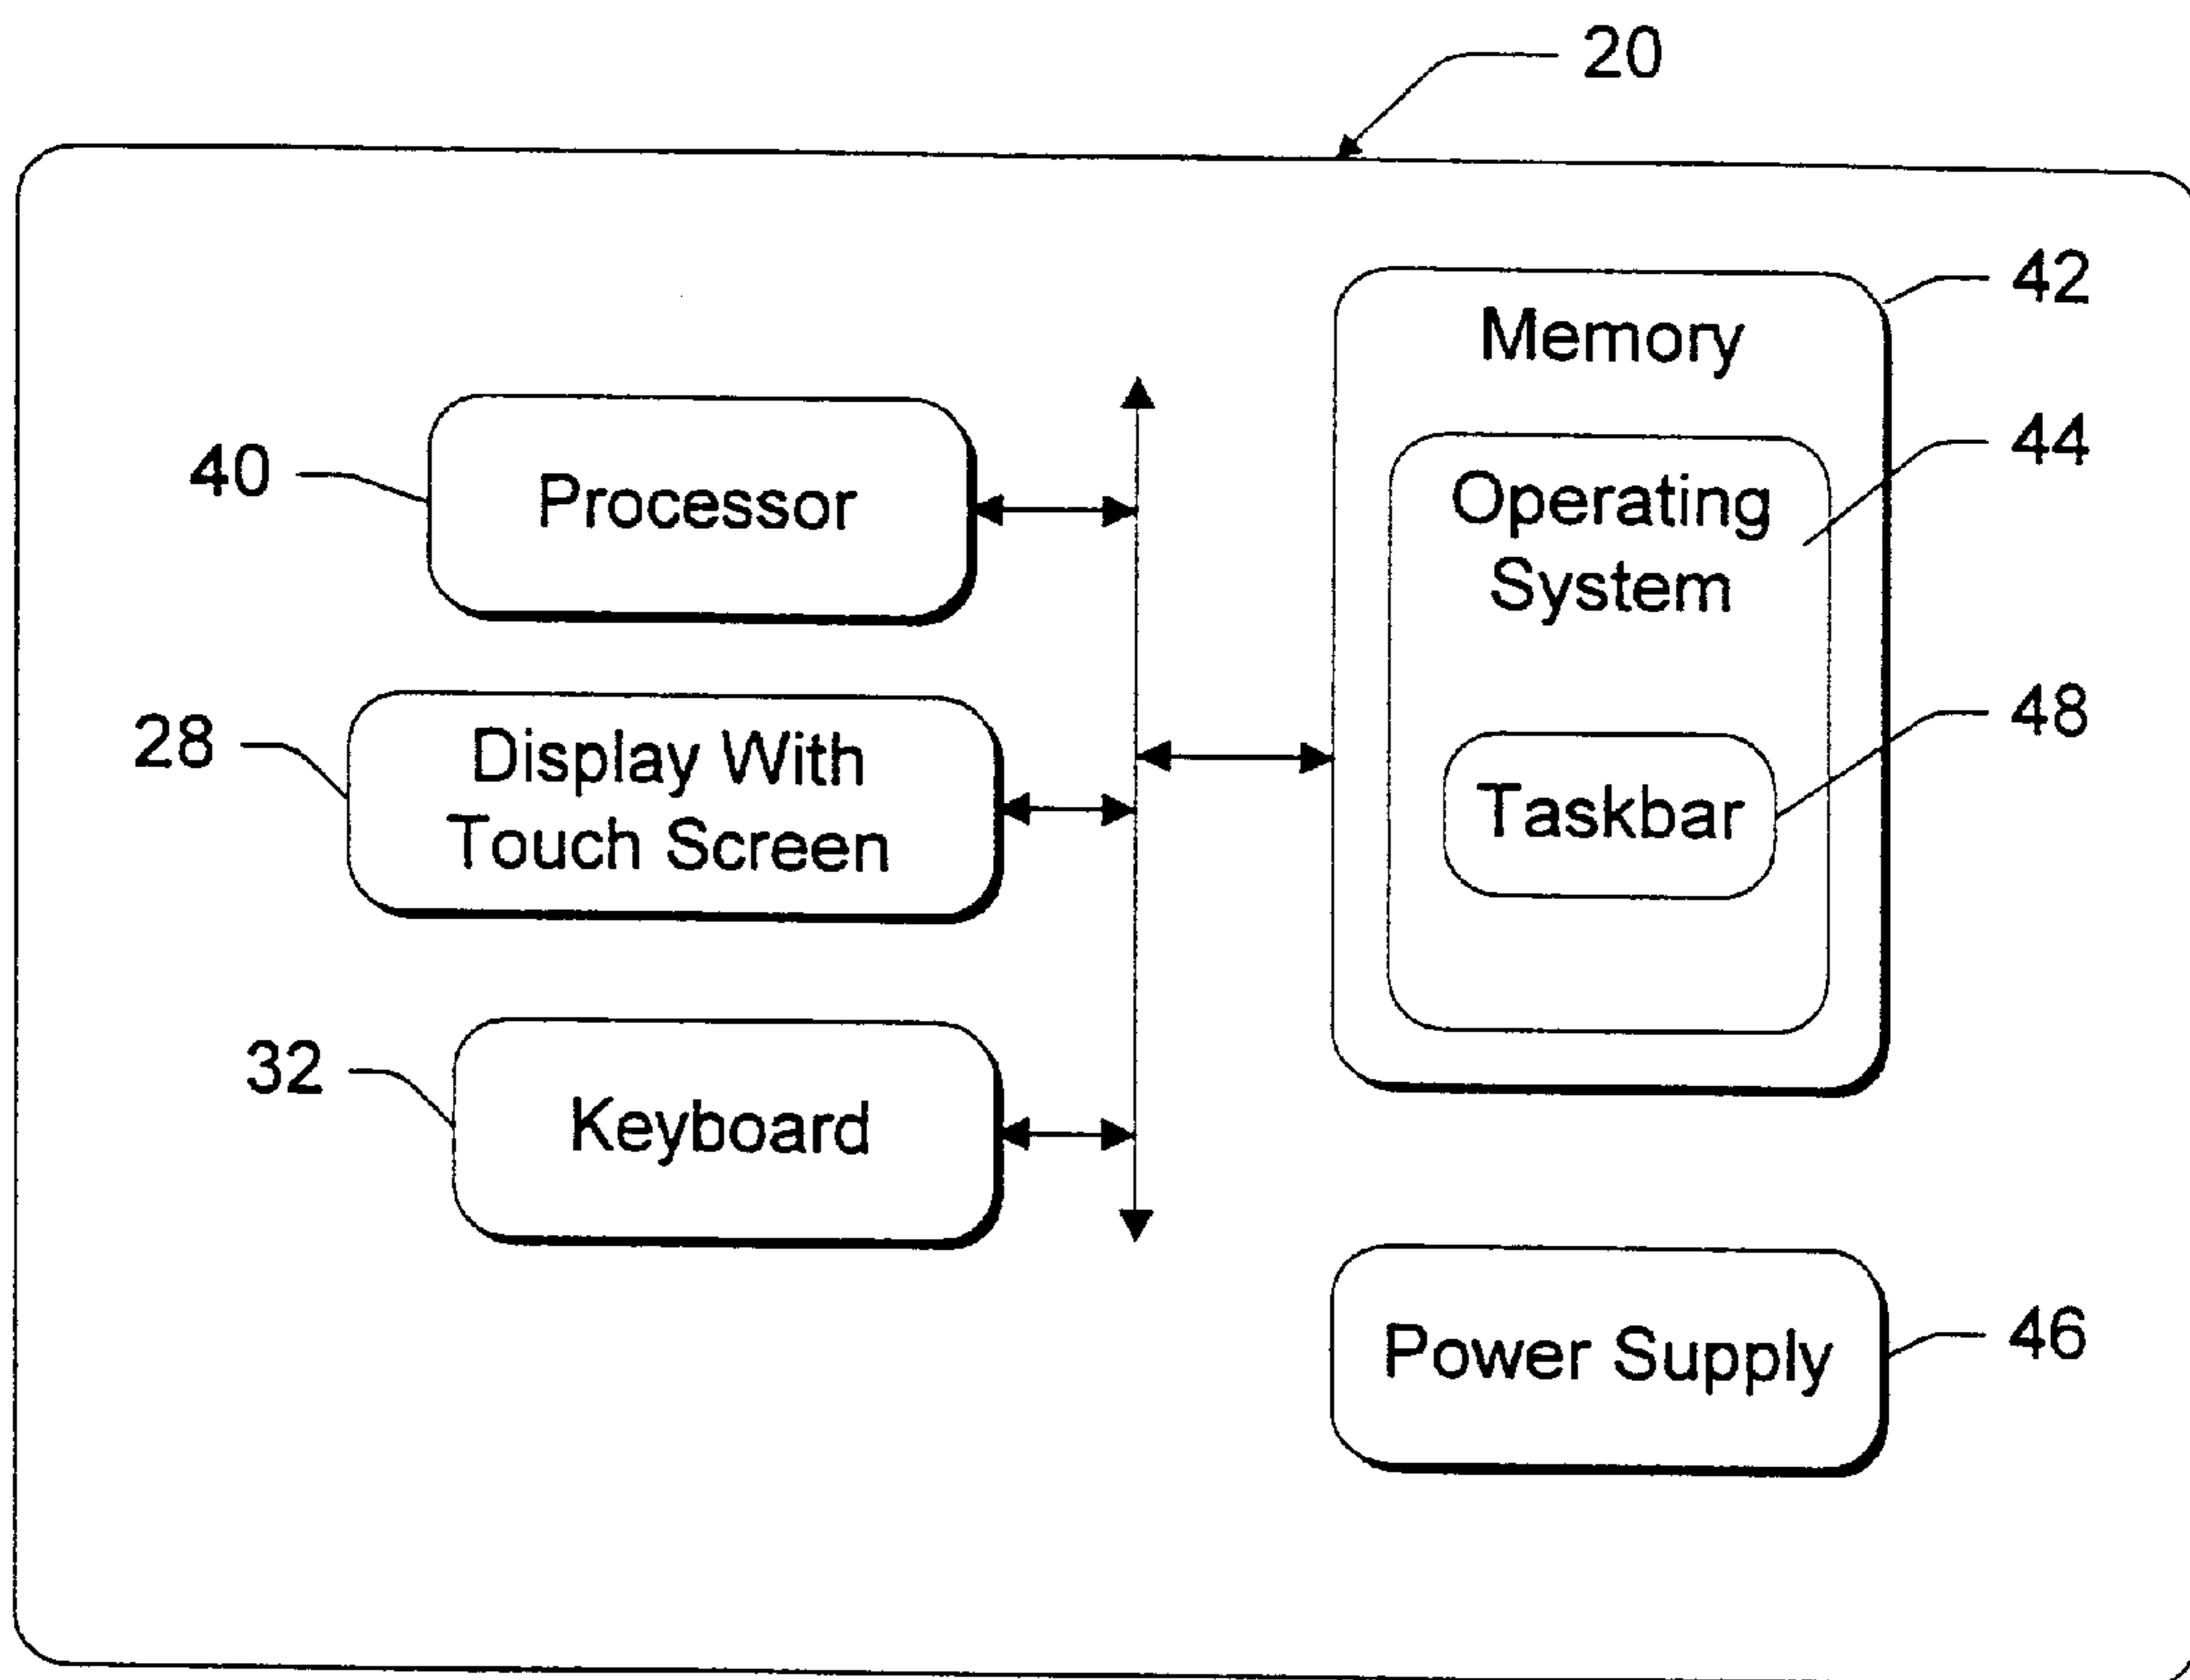 20
42
Memory
44
Operating
System
40
Processor
48
Taskbar
28
Display With
Touch Screen
32
Keyboard
46
Power Supply